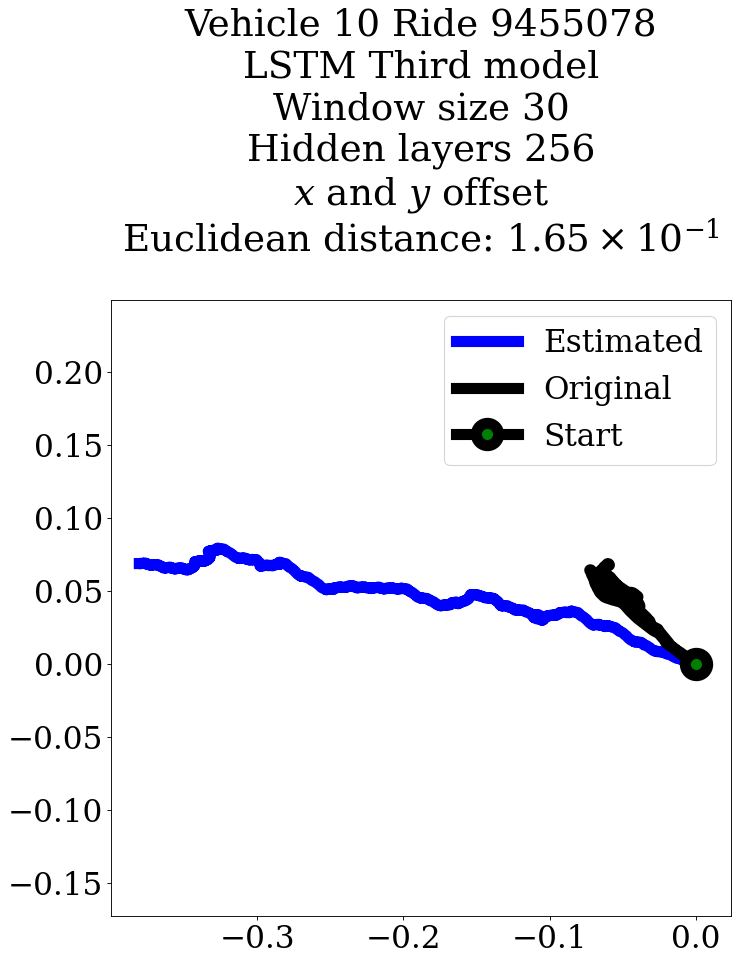 Vehicle 10 Ride 9455078
LSTM Third model
Window size 30
Hidden layers 256
x and y offset
Euclidean distance: 1.65 × 10⁻¹
Estimated
Original
Start
0.20
0.15
0.10
0.05
0.00
−0.05
−0.10
−0.15
−0.3 −0.2 −0.1 0.0